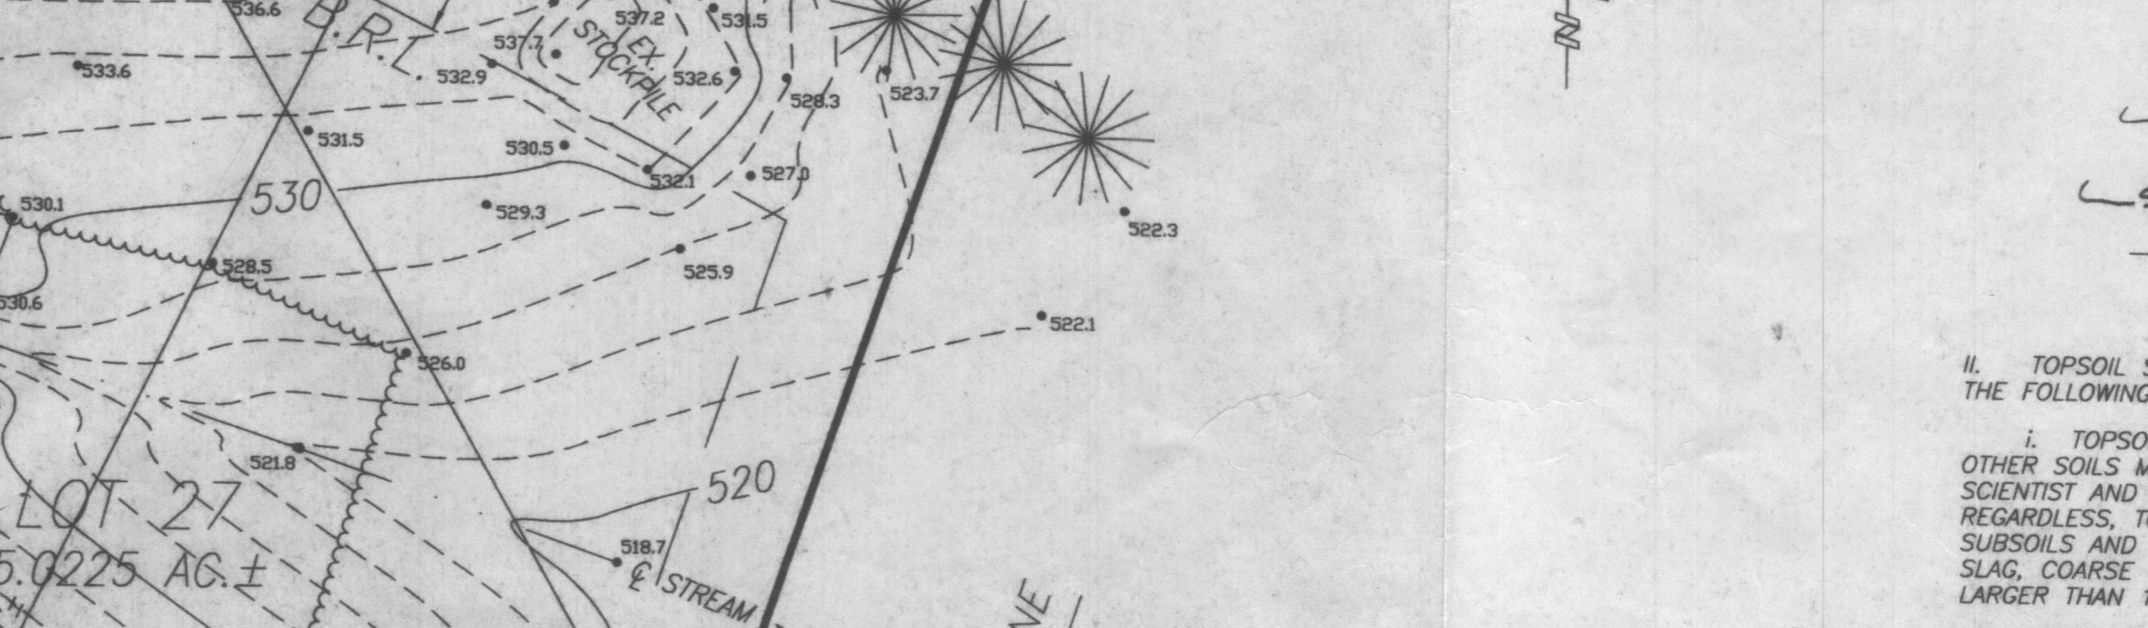 536.6
B.R.L.
537.2
531.5
N
537.7
EX.
STOCKPILE
533.6
532.9
532.6
528.3
523.7
531.5
530.5
532.1
527.0
530
530.1
529.3
522.3
528.5
525.9
530.6
522.1
526.0
II. TOPSOIL S
THE FOLLOWING
i. TOPSO
521.8
OTHER SOILS M
520
LOT 27
SCIENTIST AND
REGARDLESS, T
518.7
SUBSOILS AND
5.0225 AC.±
℄ STREAM
SLAG, COARSE
NE
LARGER THAN 1